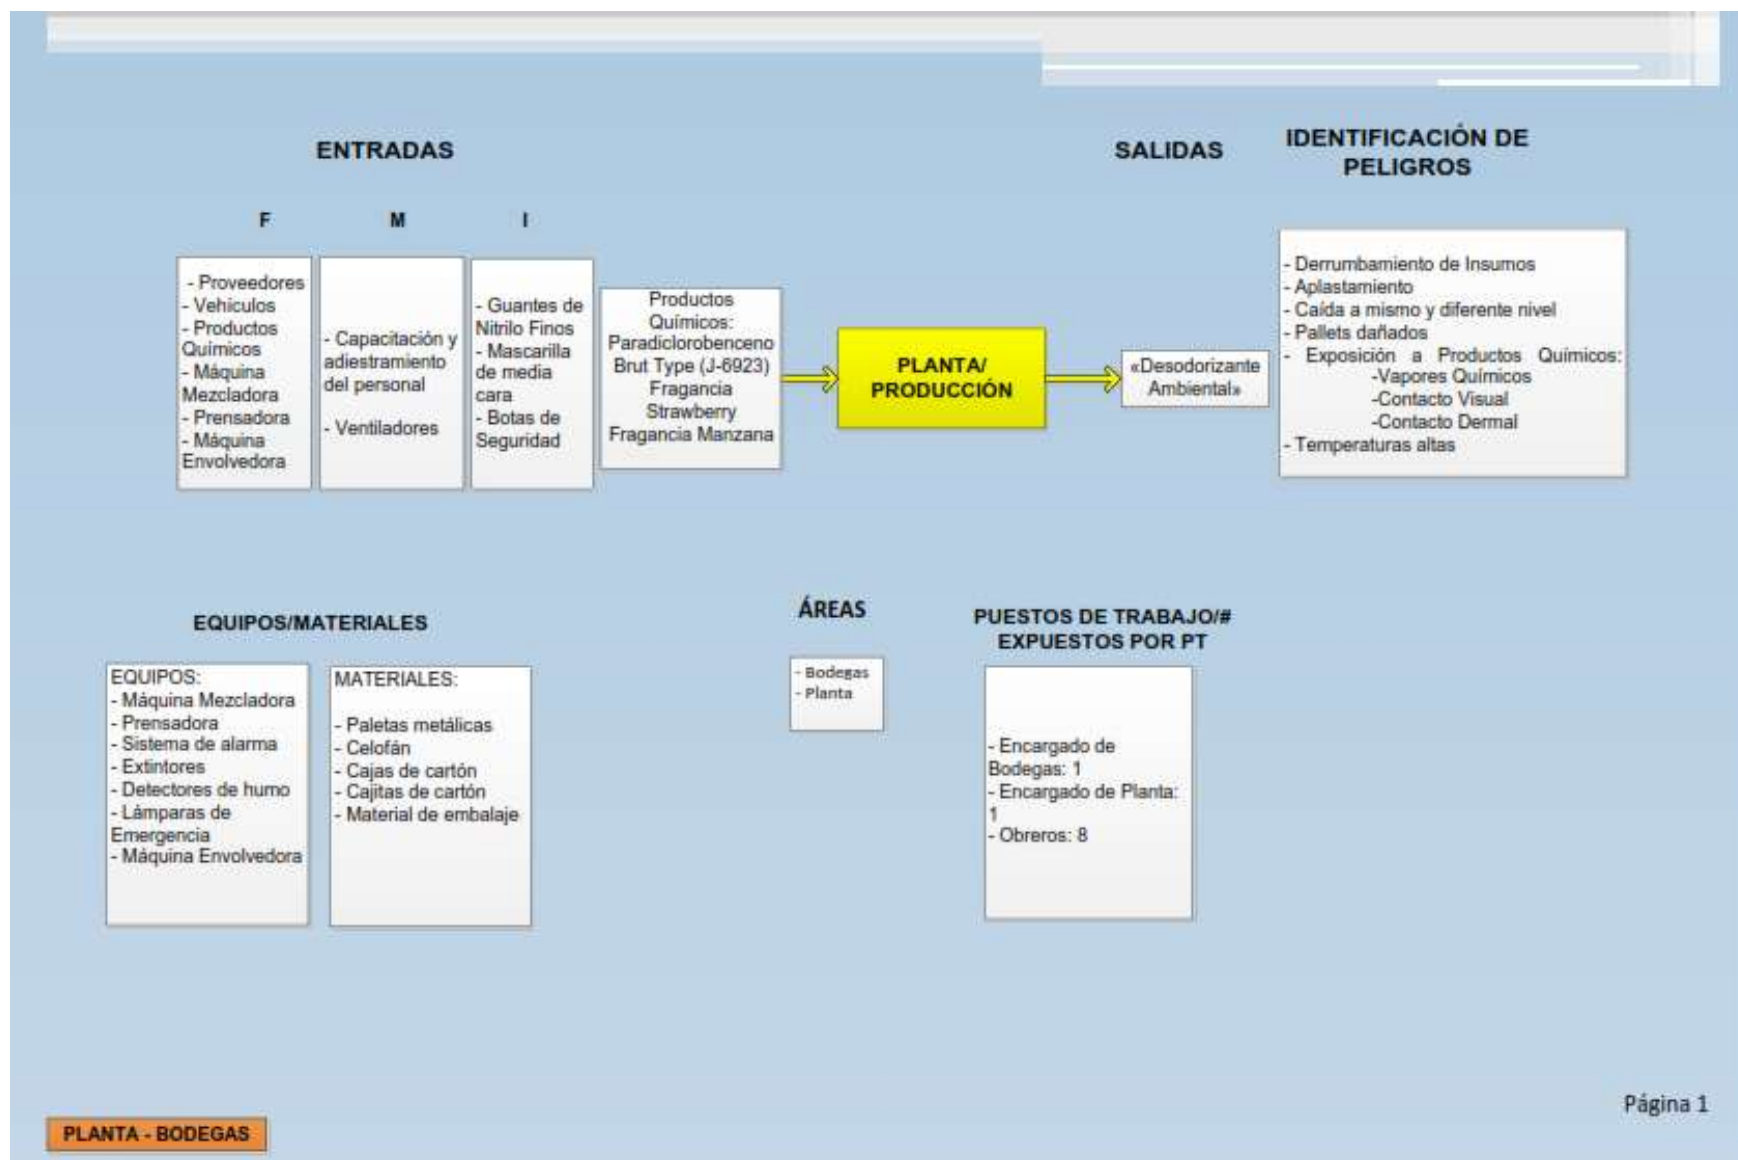 ENTRADAS
SALIDAS
IDENTIFICACIÓN DE
PELIGROS
F
M
I
- Proveedores
- Vehiculos
- Productos
Químicos
- Máquina
Mezcladora
- Prensadora
- Máquina
Envolvedora
- Capacitación y
adiestramiento
del personal
- Ventiladores
- Guantes de
Nitrilo Finos
- Mascarilla
de media
cara
- Botas de
Seguridad
Productos
Químicos:
Paradiclorobenceno
Brut Type (J-6923)
Fragancia
Strawberry
Fragancia Manzana
PLANTA/
PRODUCCIÓN
«Desodorizante
Ambiental»
- Derrumbamiento de Insumos
- Aplastamiento
- Caída a mismo y diferente nivel
- Pallets dañados
- Exposición a Productos Químicos:
-Vapores Químicos
-Contacto Visual
-Contacto Dermal
- Temperaturas altas
EQUIPOS/MATERIALES
EQUIPOS:
- Máquina Mezcladora
- Prensadora
- Sistema de alarma
- Extintores
- Detectores de humo
- Lámparas de
Emergencia
- Máquina Envolvedora
MATERIALES:
- Paletas metálicas
- Celofán
- Cajas de cartón
- Cajitas de cartón
- Material de embalaje
ÁREAS
- Bodegas
- Planta
PUESTOS DE TRABAJO/#
EXPUESTOS POR PT
- Encargado de
Bodegas: 1
- Encargado de Planta:
1
- Obreros: 8
Página 1
PLANTA - BODEGAS